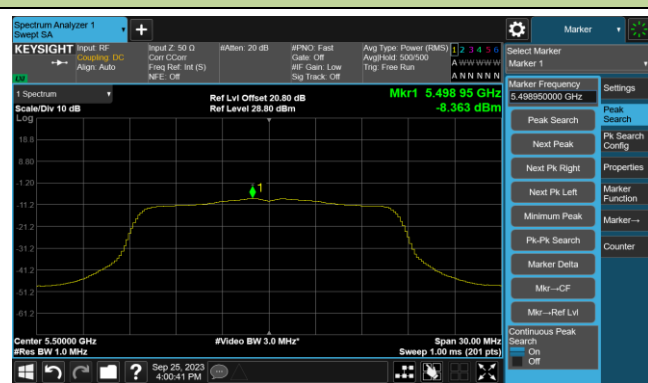 Spectrum Analyzer 1
Swept SA
Marker
KEYSIGHT
Input: RF
Coupling: DC
Align: Auto
Input Z: 50 Ω
Corr CCorr
Freq Ref: Int (S)
NFE: Off
#Atten: 20 dB
#PNO: Fast
Gate: Off
#IF Gain: Low
Sig Track: Off
Avg Type: Power (RMS)
Avg|Hold: 500/500
Trig: Free Run
1 2 3 4 5 6
A W W W W W
A N N N N N
LU
Select Marker
Marker 1
1 Spectrum
Scale/Div 10 dB
Log
Ref Lvl Offset 20.80 dB
Ref Level 28.80 dBm
Mkr1 5.498 95 GHz
-8.363 dBm
18.8
8.80
-1.20
-11.2
-21.2
-31.2
-41.2
-51.2
-61.2
1
Center 5.50000 GHz
#Res BW 1.0 MHz
#Video BW 3.0 MHz*
Span 30.00 MHz
Sweep 1.00 ms (201 pts)
Marker Frequency
5.498950000 GHz
Peak Search
Next Peak
Next Pk Right
Next Pk Left
Minimum Peak
Pk-Pk Search
Marker Delta
Mkr→CF
Mkr→Ref Lvl
Continuous Peak
Search
On
Off
Settings
Peak
Search
Pk Search
Config
Properties
Marker
Function
Marker→
Counter
Sep 25, 2023
4:00:41 PM